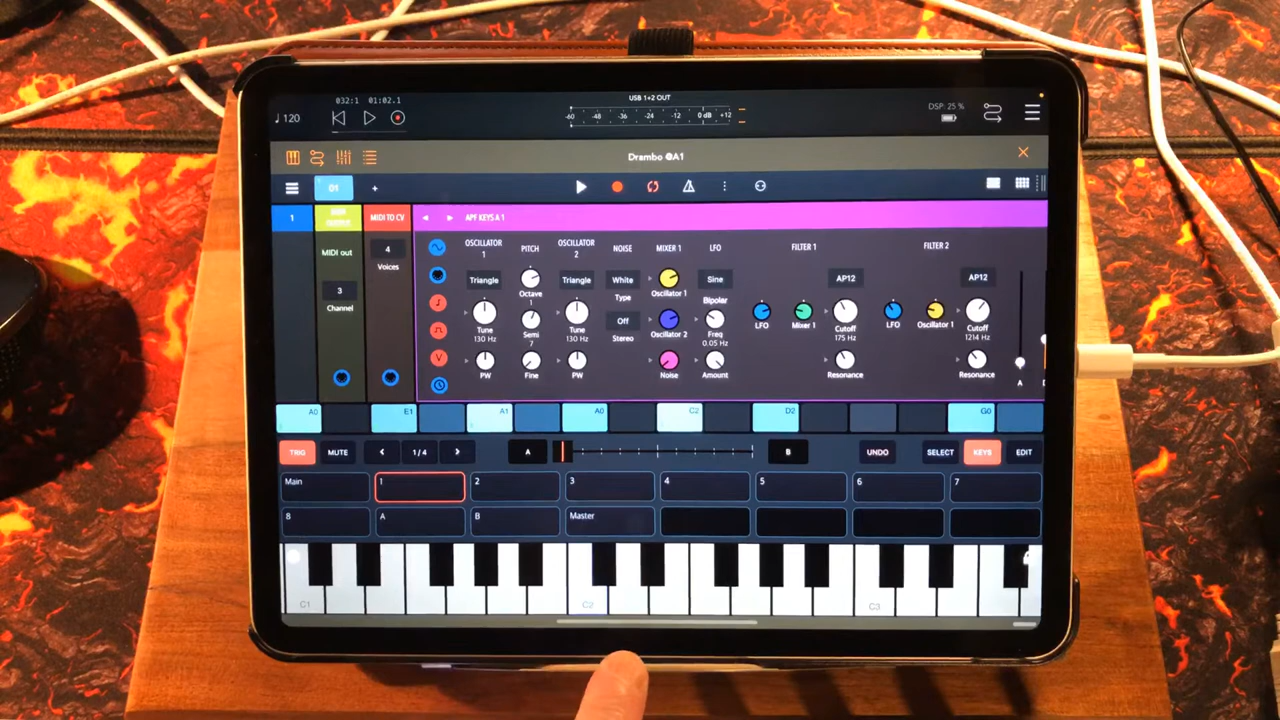 032:1 01:02.1
USB 1+2 OUT
♩120
-60 -48 -36 -24 -12 0 dB +12
DSP: 25 %
Drambo @A1
01 +
1
MIDI TO CV
APF KEYS A 1
MIDI out
3
Channel
4
Voices
OSCILLATOR 1
PITCH
OSCILLATOR 2
NOISE
MIXER 1
LFO
FILTER 1
FILTER 2
Triangle
Octave
1
Triangle
White
Type
Oscillator 1
Sine
Bipolar
AP12
AP12
Tune
130 Hz
Semi
7
Tune
130 Hz
Off
Stereo
Oscillator 2
Freq
0.05 Hz
LFO
Mixer 1
Cutoff
175 Hz
LFO
Oscillator 1
Cutoff
1214 Hz
PW
Fine
PW
Noise
Amount
Resonance
Resonance
A
A0 E1 A1 A0 C2 D2 G0
TRIG MUTE < 1/4 > A B UNDO SELECT KEYS EDIT
Main 1 2 3 4 5 6 7
8 A B Master
C1 C2 C3